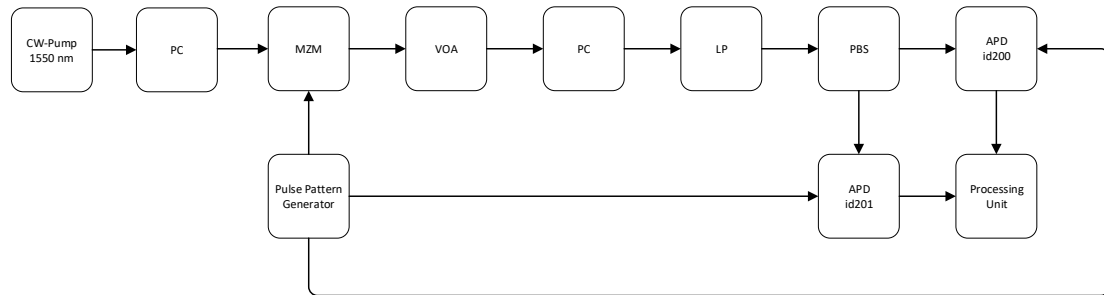 CW-Pump
1550 nm
PC
MZM
VOA
PC
LP
PBS
APD
id200
Pulse Pattern
Generator
APD
id201
Processing
Unit